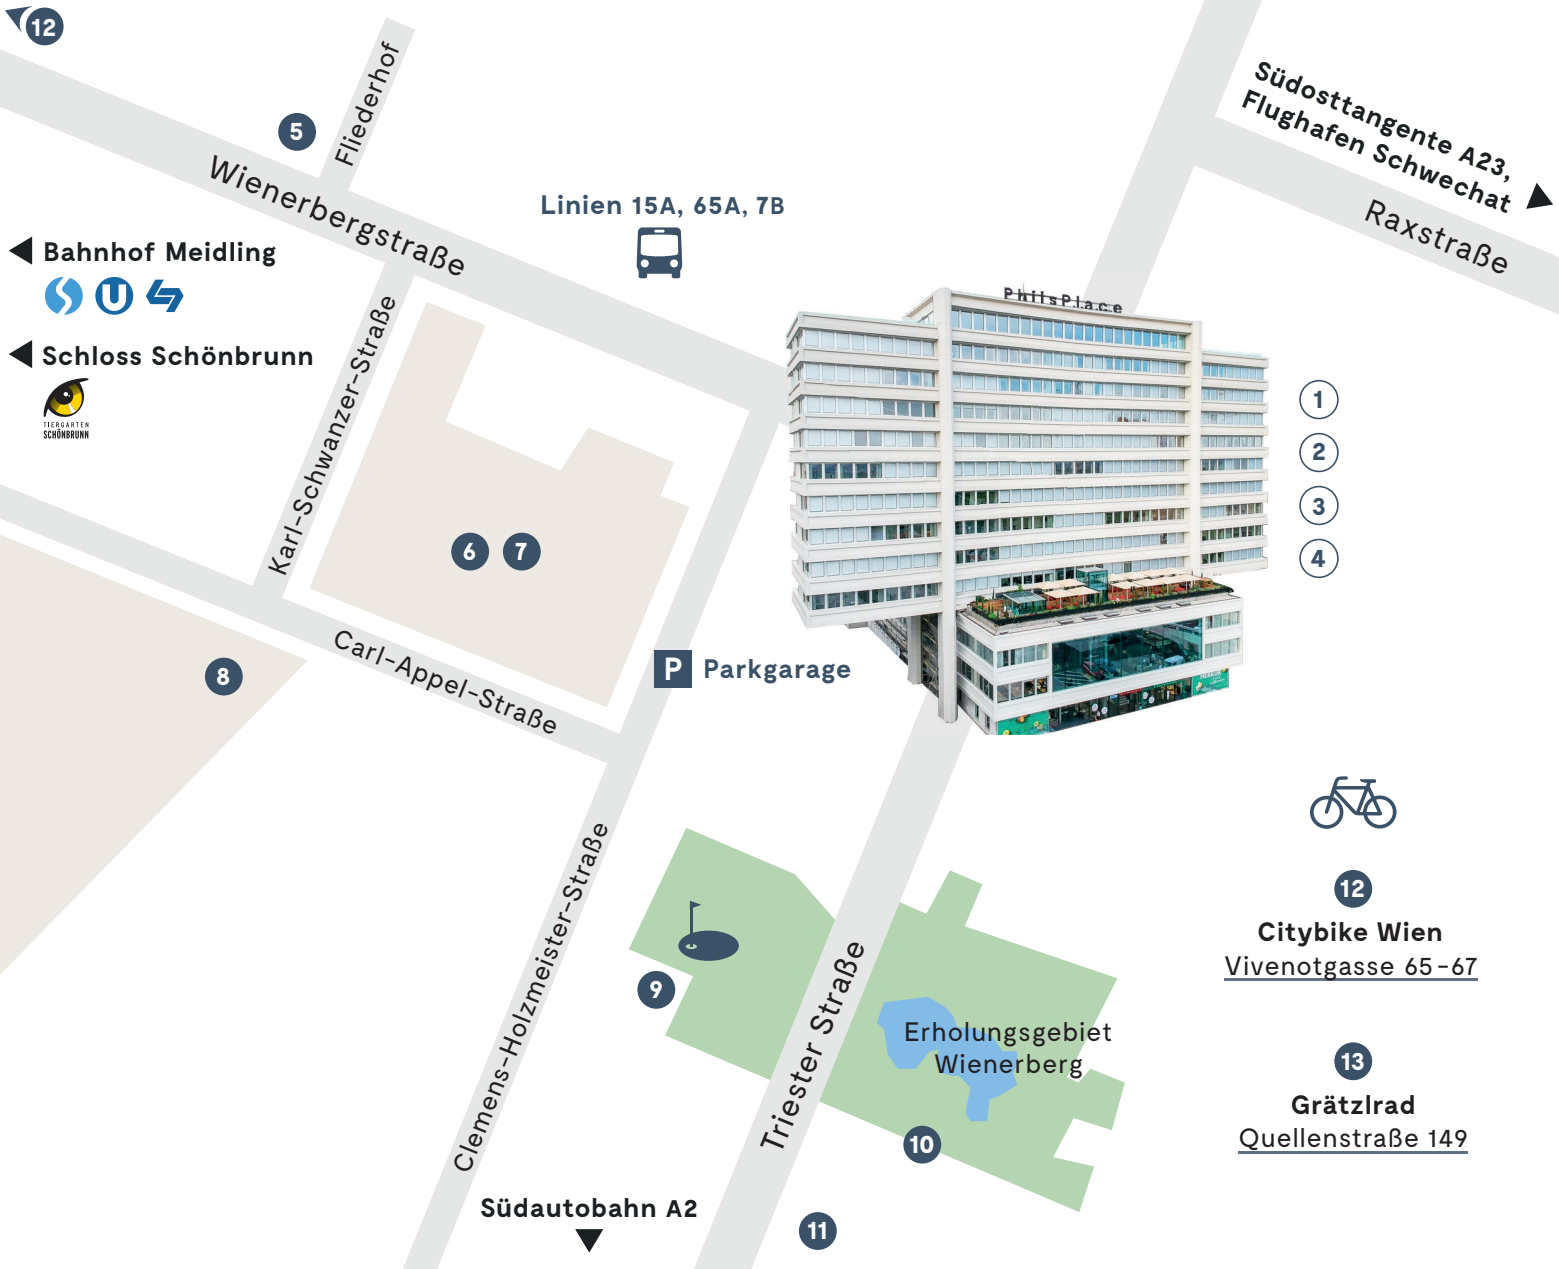 12
Fliederhof
5
Wienerbergstraße
Südosttangente A23,
Flughafen Schwechat
Raxstraße
Linien 15A, 65A, 7B
Bahnhof Meidling
S U
Schloss Schönbrunn
TIERGARTEN
SCHÖNBRUNN
Karl-Schwanzer-Straße
PhilsPlace
1
2
3
4
6 7
8
Carl-Appel-Straße
P Parkgarage
Clemens-Holzmeister-Straße
9
Triester Straße
Erholungsgebiet
Wienerberg
10
11
Südautobahn A2
12
Citybike Wien
Vivenotgasse 65-67
13
Grätzlrad
Quellenstraße 149